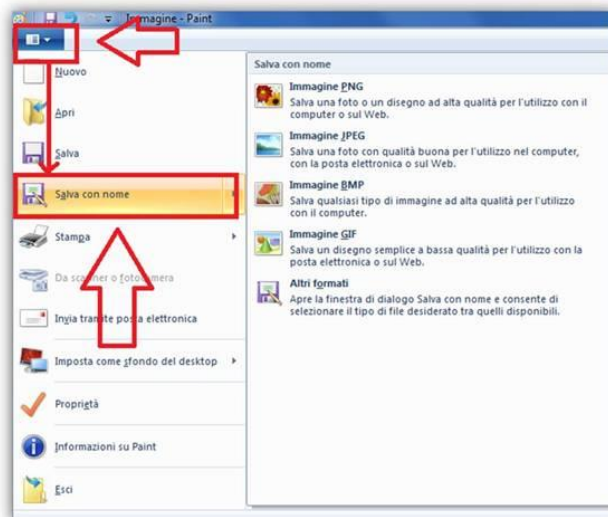 Immagine - Paint
Nuovo
Apri
Salva
Salva con nome
Stampa
Da scanner o fotocamera
Invia tramite posta elettronica
Imposta come sfondo del desktop
Proprietà
Informazioni su Paint
Esci
Salva con nome
Immagine PNG
Salva una foto o un disegno ad alta qualità per l'utilizzo con il
computer o sul Web.
Immagine JPEG
Salva una foto con qualità buona per l'utilizzo nel computer,
con la posta elettronica o sul Web.
Immagine BMP
Salva qualsiasi tipo di immagine ad alta qualità per l'utilizzo
con il computer.
Immagine GIF
Salva un disegno semplice a bassa qualità per l'utilizzo con la
posta elettronica o sul Web.
Altri formati
Apre la finestra di dialogo Salva con nome e consente di
selezionare il tipo di file desiderato tra quelli disponibili.